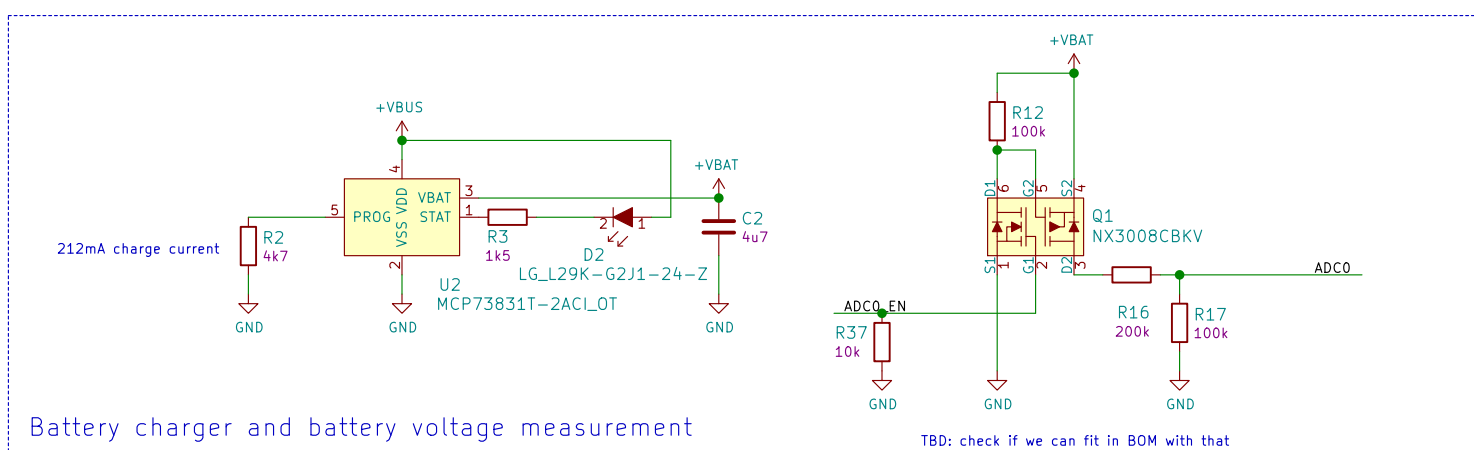 +VBUS
4
VDD
VBAT
3
+VBAT
5
PROG
STAT
1
VSS
2
R2
4k7
212mA charge current
R3
1k5
2
1
D2
LG_L29K-G2J1-24-Z
C2
4u7
U2
MCP73831T-2ACI_OT
GND
GND
GND
+VBAT
R12
100k
D1
6
G2
5
S2
4
Q1
NX3008CBKV
S1
1
G1
2
D2
3
ADC0
ADC0_EN
R37
10k
R16
200k
R17
100k
GND
GND
GND
Battery charger and battery voltage measurement
TBD: check if we can fit in BOM with that